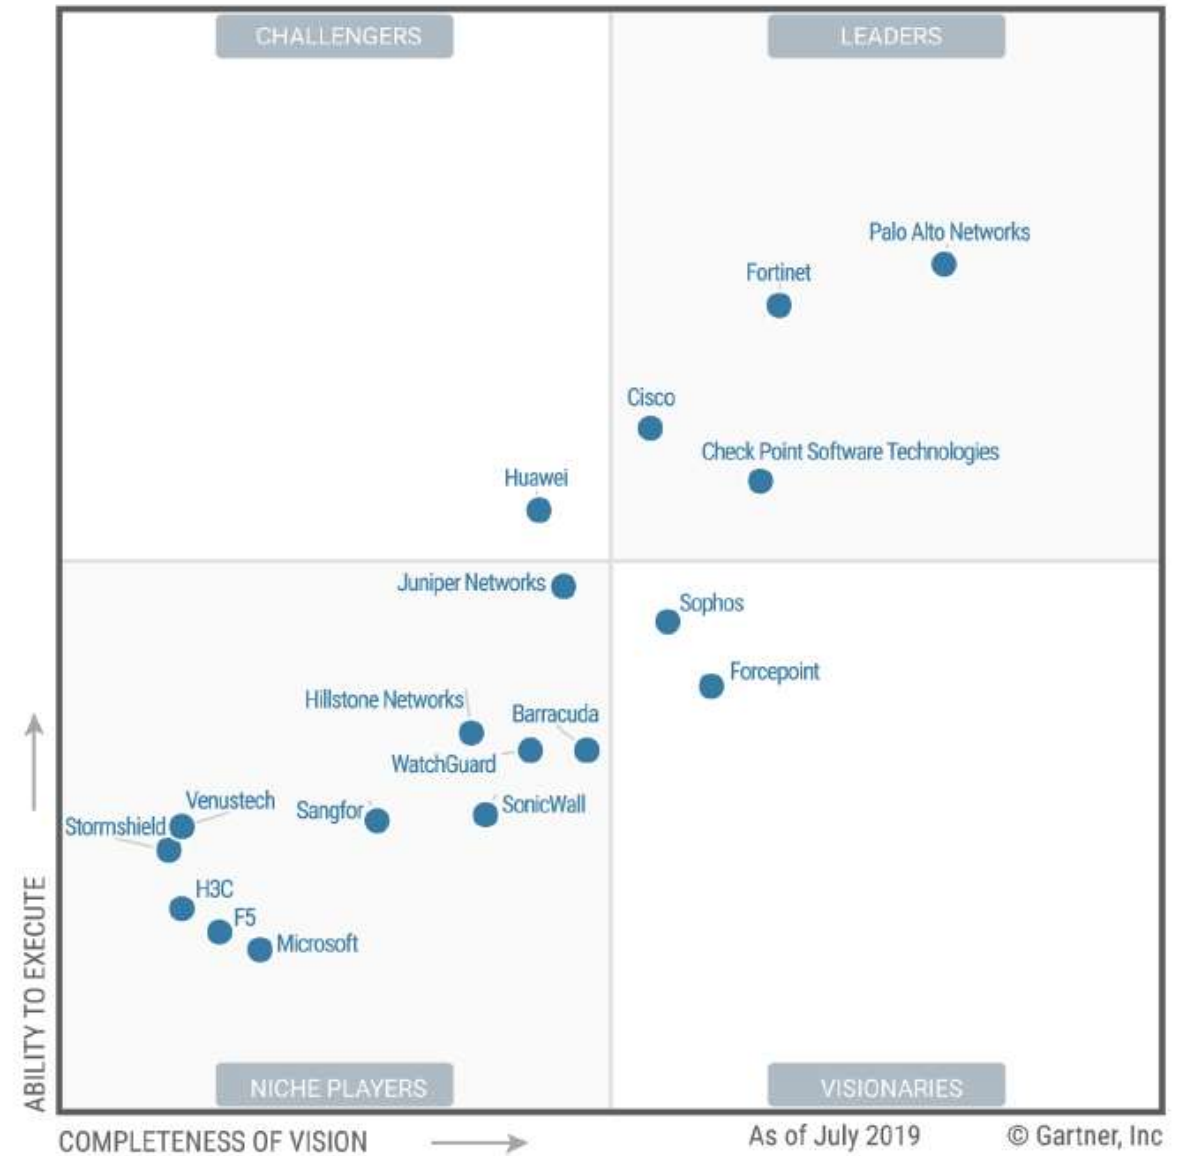 CHALLENGERS
LEADERS
Palo Alto Networks
Fortinet
Cisco
Check Point Software Technologies
Huawei
Juniper Networks
Sophos
Forcepoint
Hillstone Networks
Barracuda
WatchGuard
Venustech
Sangfor
SonicWall
Stormshield
H3C
F5
Microsoft
NICHE PLAYERS
VISIONARIES
ABILITY TO EXECUTE
COMPLETENESS OF VISION
As of July 2019
© Gartner, Inc